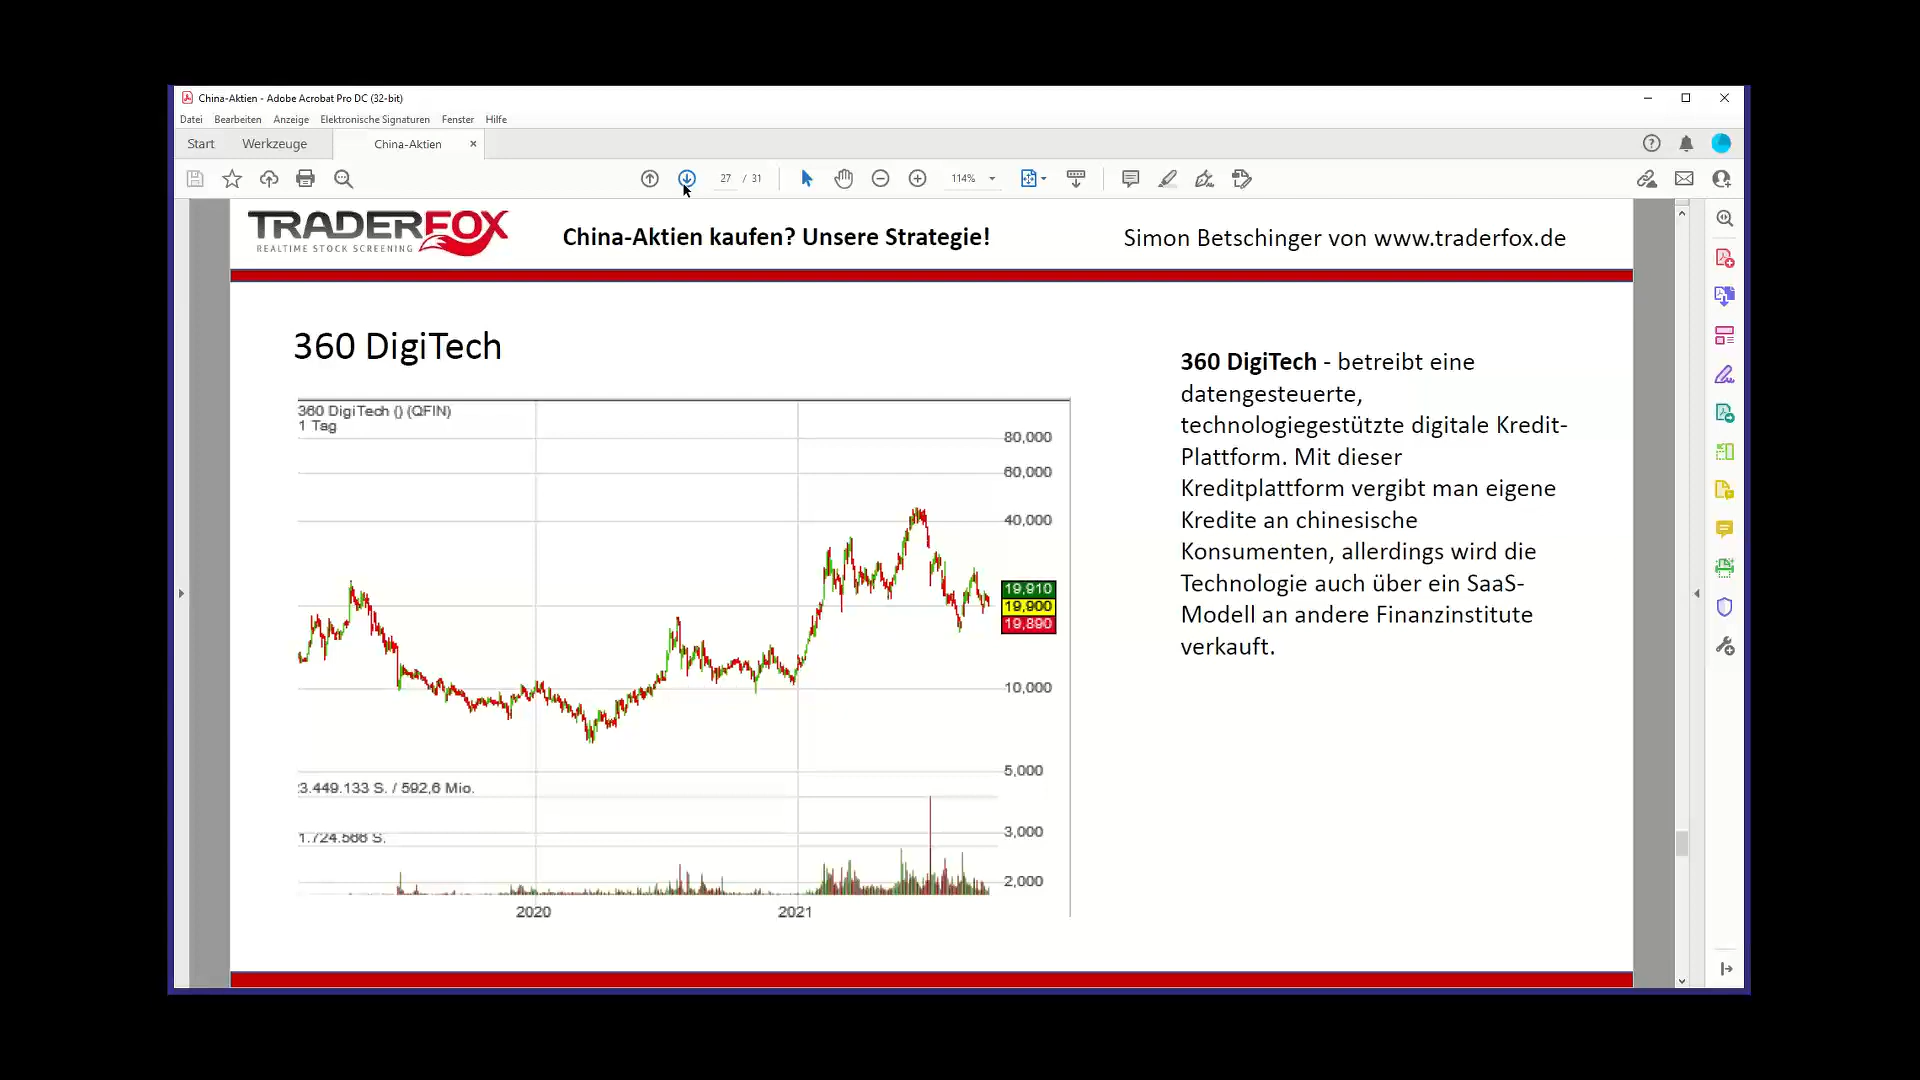 China-Aktien - Adobe Acrobat Pro DC (32-bit)
Datei Bearbeiten Anzeige Elektronische Signaturen Fenster Hilfe
Start Werkzeuge China-Aktien
27 / 31 114%
TRADERFOX
REALTIME STOCK SCREENING
China-Aktien kaufen? Unsere Strategie!
Simon Betschinger von www.traderfox.de
360 DigiTech
360 DigiTech () (QFIN)
1 Tag
80,000
60,000
40,000
19,910
19,900
19,890
10,000
5,000
3.449.133 S. / 592,6 Mio.
1.724.566 S.
3,000
2,000
2020 2021
360 DigiTech - betreibt eine
datengesteuerte,
technologiegestützte digitale Kredit-
Plattform. Mit dieser
Kreditplattform vergibt man eigene
Kredite an chinesische
Konsumenten, allerdings wird die
Technologie auch über ein SaaS-
Modell an andere Finanzinstitute
verkauft.